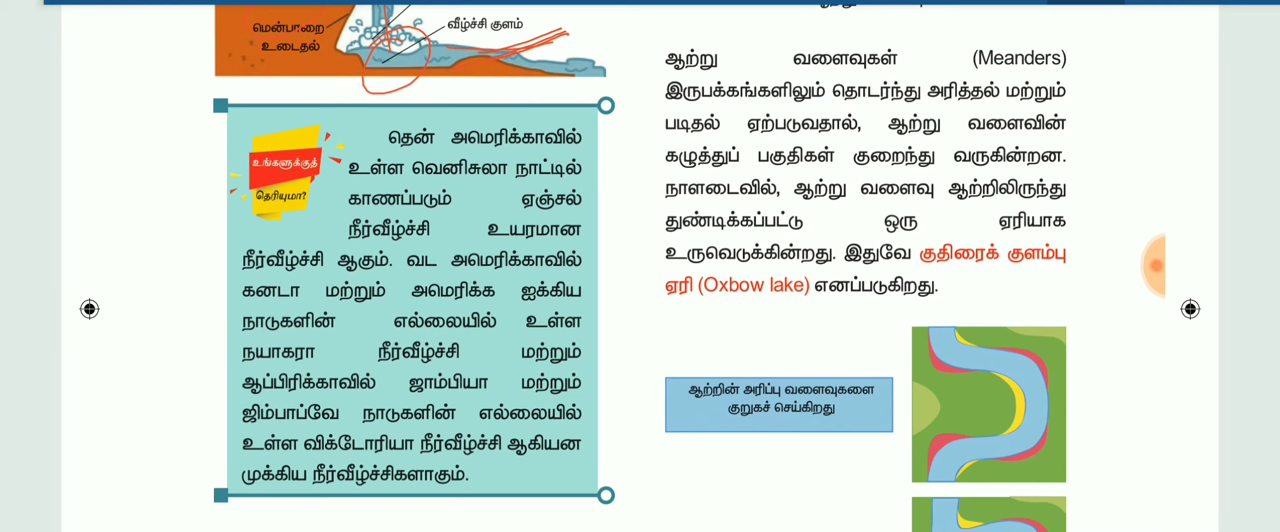 மென்பாறை
உடைதல்
வீழ்ச்சி குளம்
உங்களுக்குத்
தெரியுமா?
தென் அமெரிக்காவில்
உள்ள வெனிசுலா நாட்டில்
காணப்படும் ஏஞ்சல்
நீர்வீழ்ச்சி உயரமான
நீர்வீழ்ச்சி ஆகும். வட அமெரிக்காவில்
கனடா மற்றும் அமெரிக்க ஐக்கிய
நாடுகளின் எல்லையில் உள்ள
நயாகரா நீர்வீழ்ச்சி மற்றும்
ஆப்பிரிக்காவில் ஜாம்பியா மற்றும்
ஜிம்பாப்வே நாடுகளின் எல்லையில்
உள்ள விக்டோரியா நீர்வீழ்ச்சி ஆகியன
முக்கிய நீர்வீழ்ச்சிகளாகும்.
ஆற்று வளைவுகள் (Meanders)
இருபக்கங்களிலும் தொடர்ந்து அரித்தல் மற்றும்
படிதல் ஏற்படுவதால், ஆற்று வளைவின்
கழுத்துப் பகுதிகள் குறைந்து வருகின்றன.
நாளடைவில், ஆற்று வளைவு ஆற்றிலிருந்து
துண்டிக்கப்பட்டு ஒரு ஏரியாக
உருவெடுக்கின்றது. இதுவே குதிரைக் குளம்பு
ஏரி (Oxbow lake) எனப்படுகிறது.
ஆற்றின் அரிப்பு வளைவுகளை
குறுகச் செய்கிறது